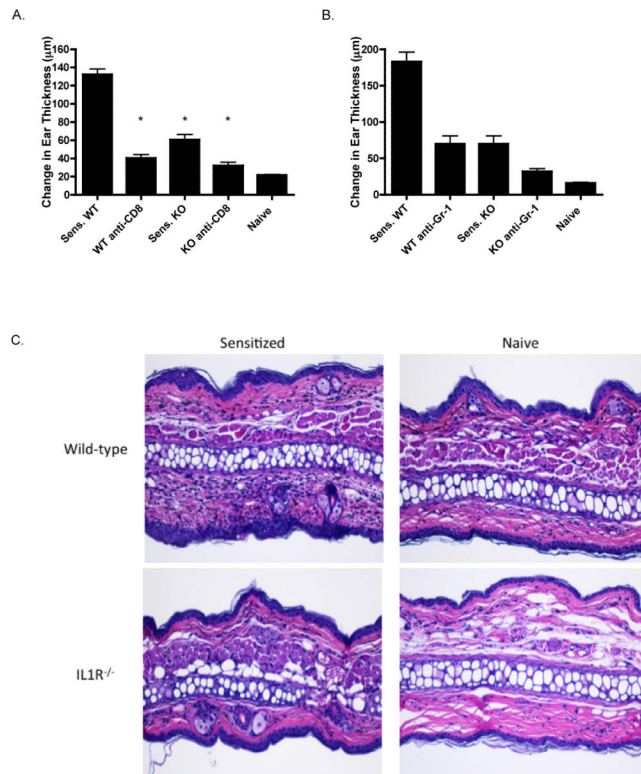 A.
Change in Ear Thickness (μm)
160
140
120
100
80
60
40
20
0
* * *
Sens. WT
WT anti-CD8
Sens. KO
KO anti-CD8
Naive
B.
Change in Ear Thickness (μm)
200
150
100
50
0
Sens. WT
WT anti-Gr-1
Sens. KO
KO anti-Gr-1
Naive
C.
Sensitized Naive
Wild-type
IL1R-/-